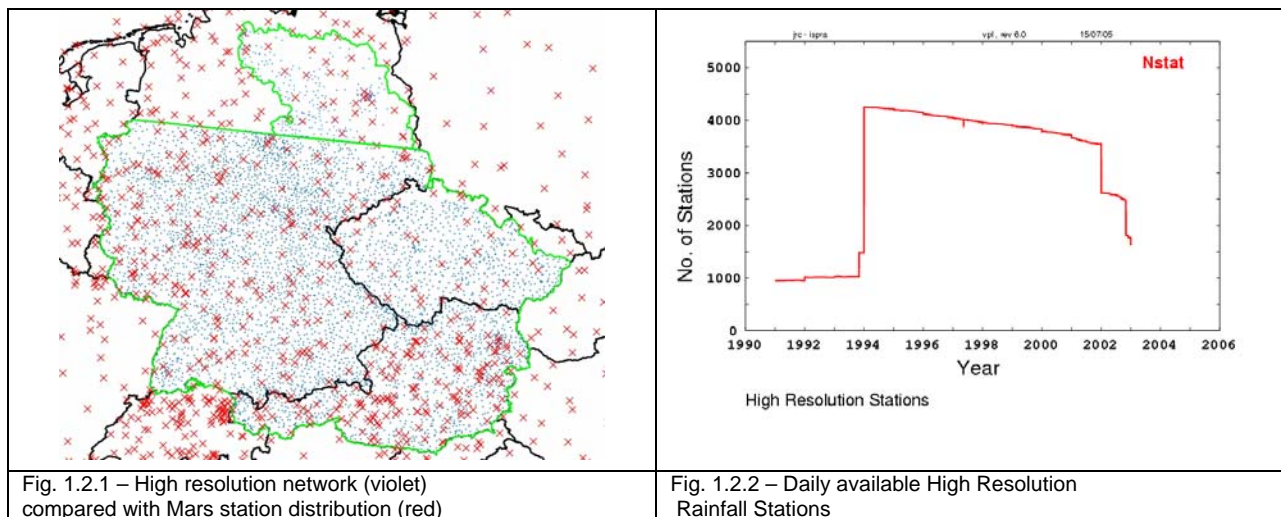 jrc - ispra vpl, rev 6.0 15/07/05
Nstat
5000
4000
3000
2000
1000
0
No. of Stations
1990 1992 1994 1996 1998 2000 2002 2004 2006
Year
High Resolution Stations
Fig. 1.2.1 – High resolution network (violet)
compared with Mars station distribution (red)
Fig. 1.2.2 – Daily available High Resolution
Rainfall Stations